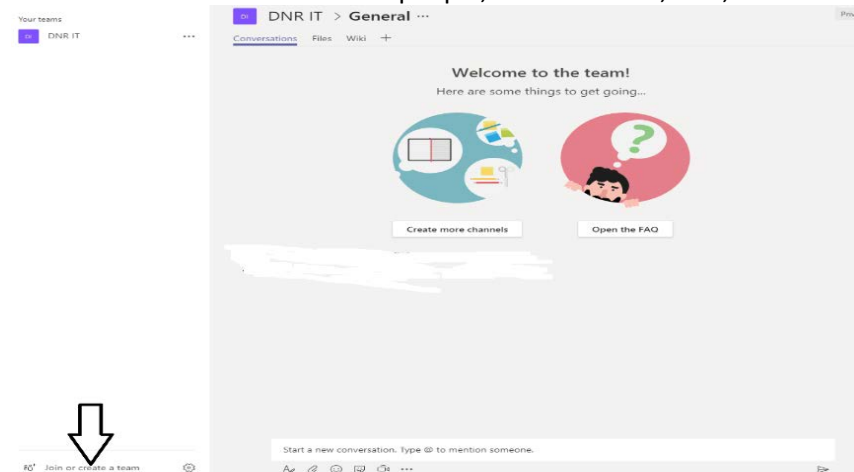 Your teams
DI DNR IT ...
DI DNR IT > General ...
Conversations Files Wiki +
Welcome to the team!
Here are some things to get going...
Create more channels
Open the FAQ
Start a new conversation. Type @ to mention someone.
Join or create a team